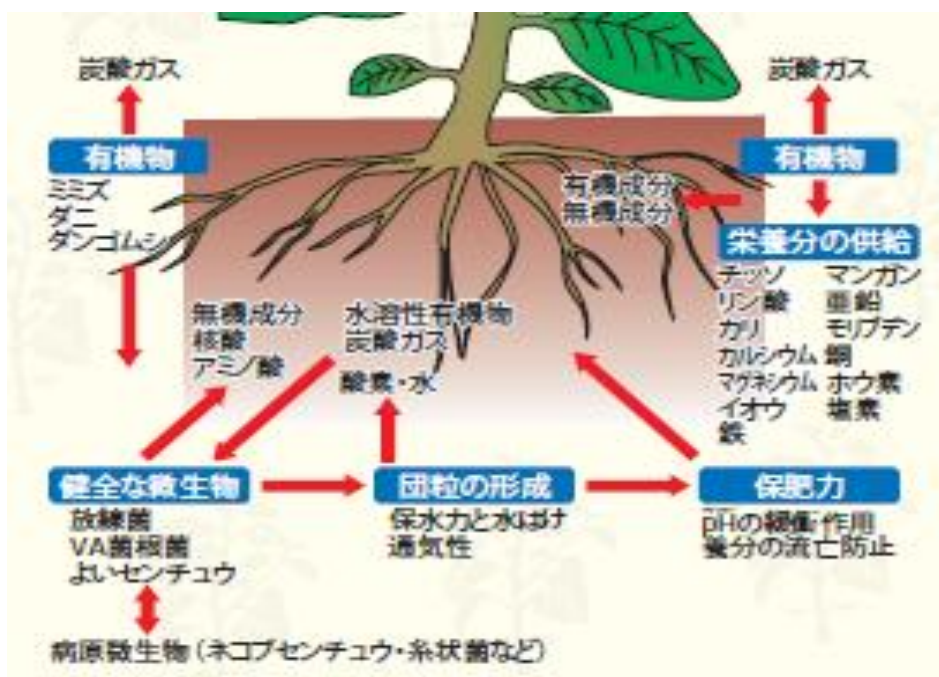 炭酸ガス
有機物
ミミズ
ダニ
ダンゴムシ
炭酸ガス
有機物
有機成分
無機成分
栄養分の供給
チッソ マンガン
リン酸 亜鉛
カリ モリブデン
カルシウム 銅
マグネシウム ホウ素
イオウ 塩素
鉄
無機成分
核酸
アミノ酸
水溶性有機物
炭酸ガス
酸素・水
健全な微生物
放線菌
VA菌根菌
よいセンチュウ
団粒の形成
保水力と水はけ
通気性
保肥力
pHの緩衝作用
養分の流亡防止
病原微生物(ネコブセンチュウ・糸状菌など)